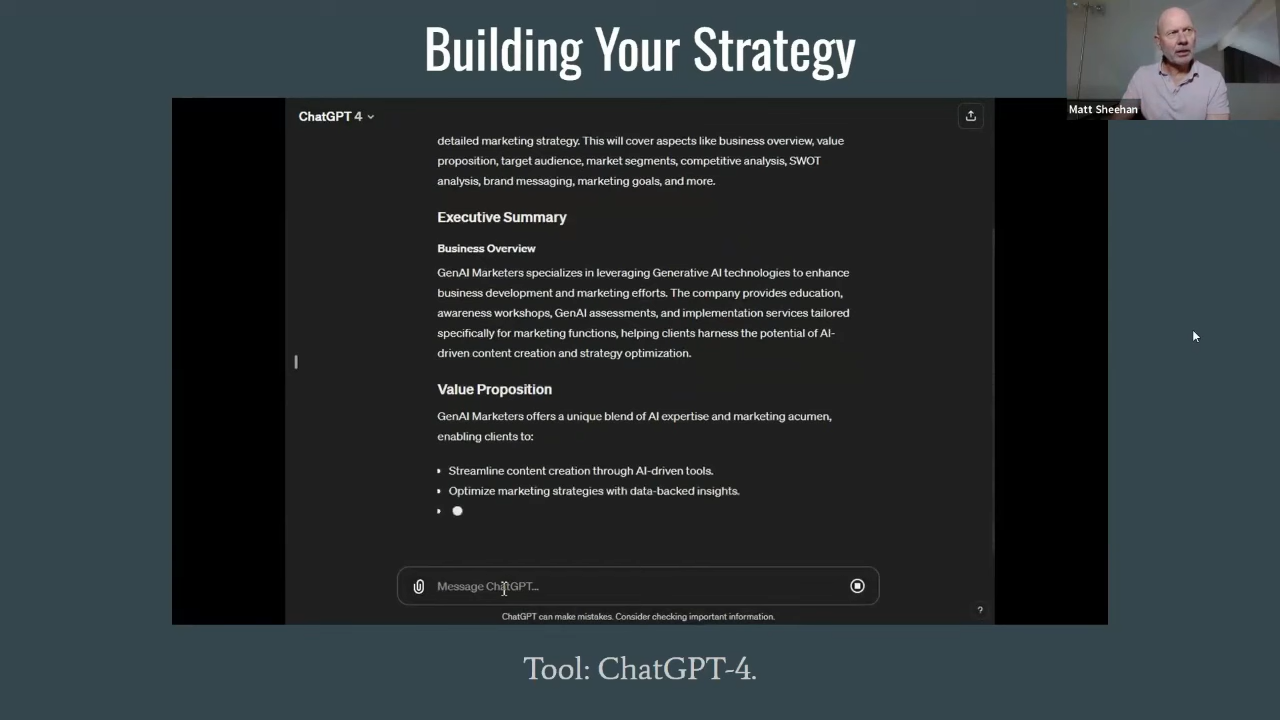 Building Your Strategy
Matt Sheehan
ChatGPT 4
detailed marketing strategy. This will cover aspects like business overview, value
proposition, target audience, market segments, competitive analysis, SWOT
analysis, brand messaging, marketing goals, and more.
Executive Summary
Business Overview
GenAI Marketers specializes in leveraging Generative AI technologies to enhance
business development and marketing efforts. The company provides education,
awareness workshops, GenAI assessments, and implementation services tailored
specifically for marketing functions, helping clients harness the potential of AI-
driven content creation and strategy optimization.
Value Proposition
GenAI Marketers offers a unique blend of AI expertise and marketing acumen,
enabling clients to:
• Streamline content creation through AI-driven tools.
• Optimize marketing strategies with data-backed insights.
•
Message ChatGPT...
ChatGPT can make mistakes. Consider checking important information.
?
Tool: ChatGPT-4.